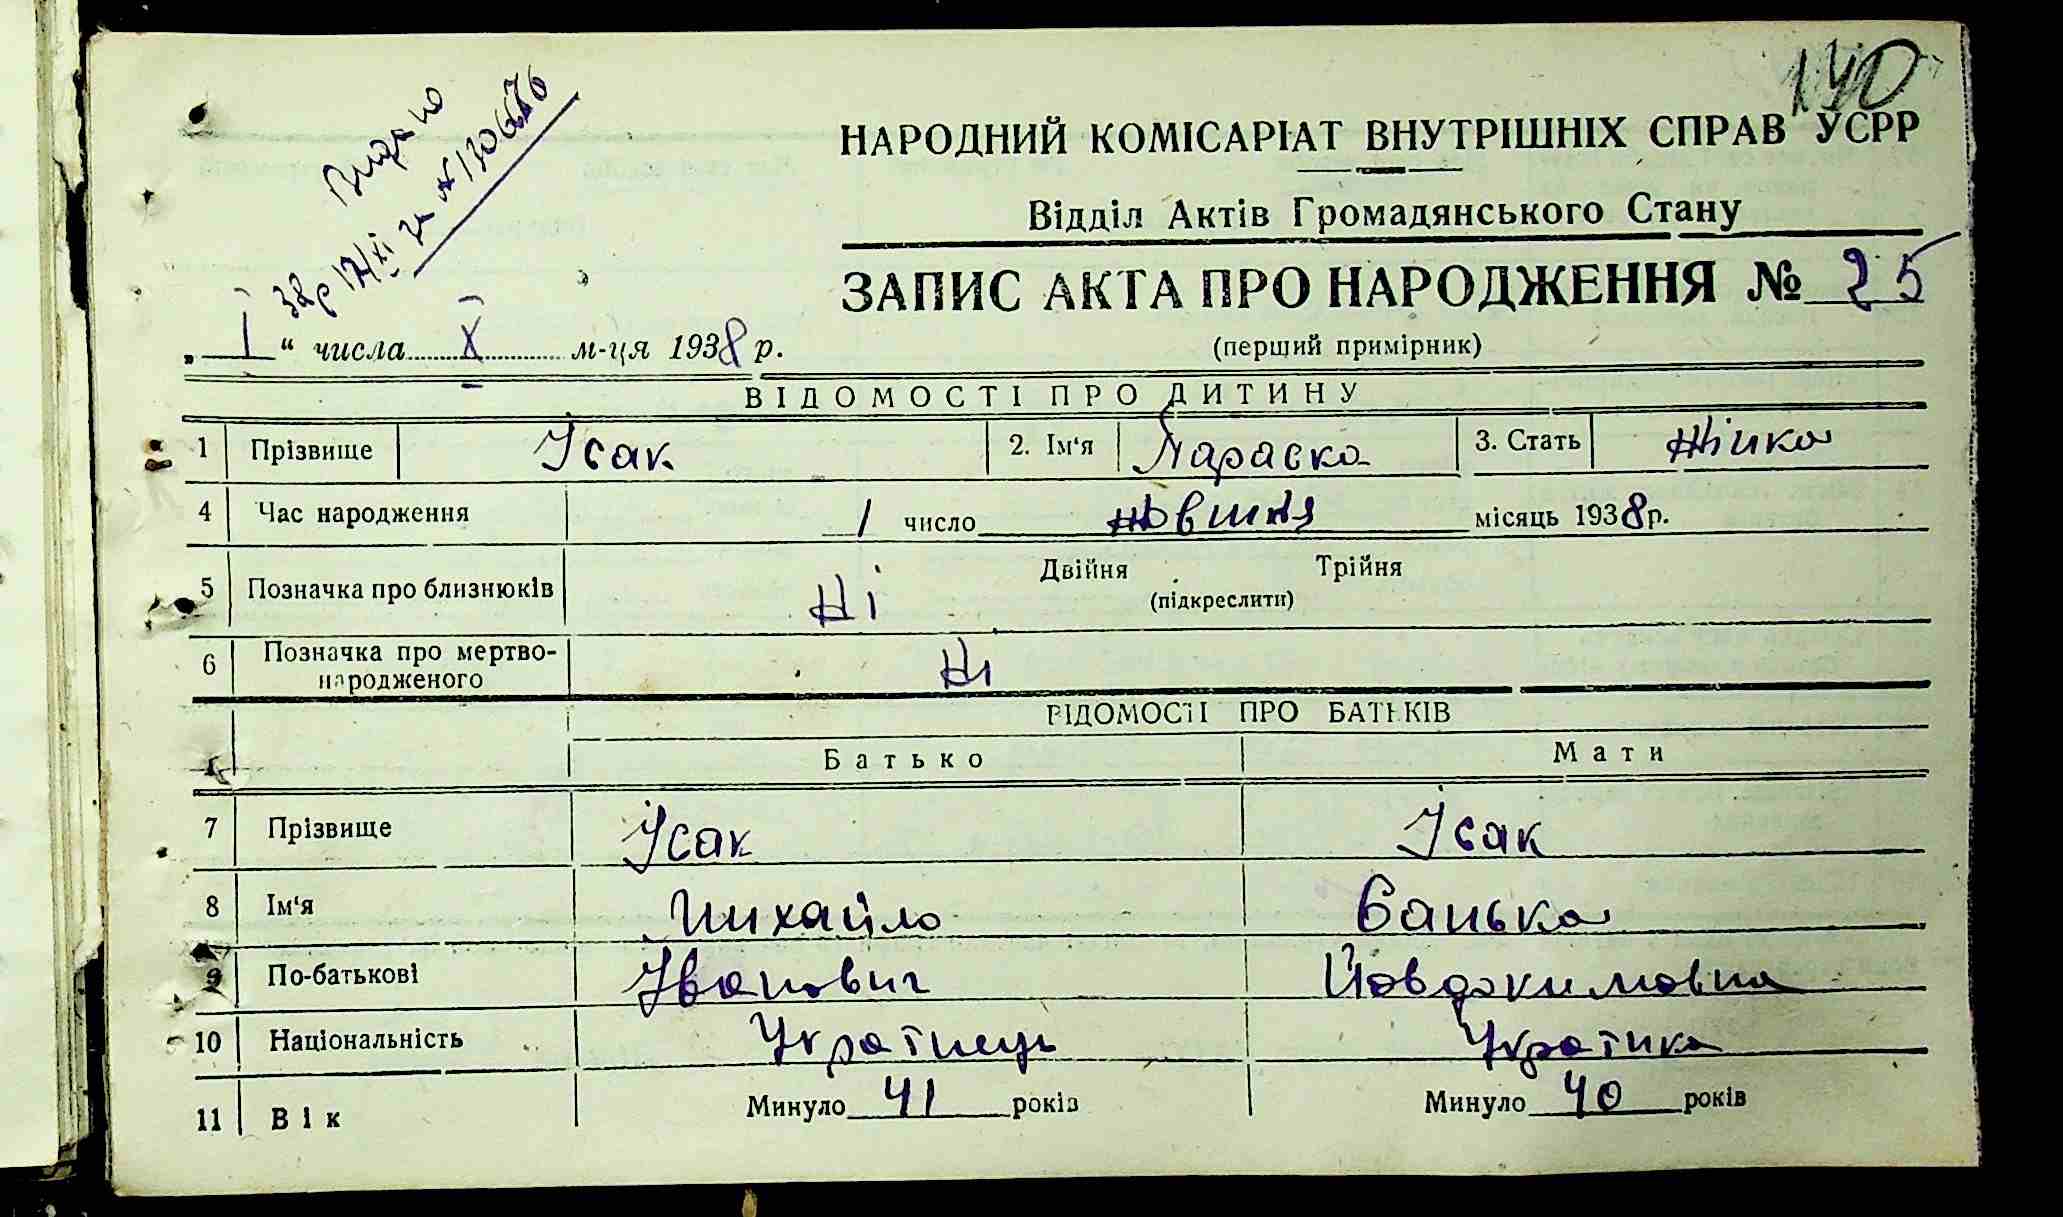 140
Видано
НАРОДНИЙ КОМІСАРІАТ ВНУТРІШНІХ СПРАВ УСРР
Відділ Актів Громадянського Стану
ЗАПИС АКТА ПРО НАРОДЖЕННЯ № 25
(перший примірник)
„ I “ числа X м-ця 1938 р.
ВІДОМОСТІ ПРО ДИТИНУ
1 Прізвище Ісак 2. Ім‘я Параска 3. Стать жінка
4 Час народження 1 число жовтня місяць 1938 р.
5 Позначка про близнюків Ні Двійня Трійня
(підкреслити)
6 Позначка про мертво-
народженого Ні
ВІДОМОСТІ ПРО БАТЬКІВ
Батько Мати
7 Прізвище Ісак Ісак
8 Ім‘я Михайло Санька
9 По-батькові Іванович Йовдокимовна
10 Національність Українець Українка
11 Вік Минуло 41 років Минуло 40 років